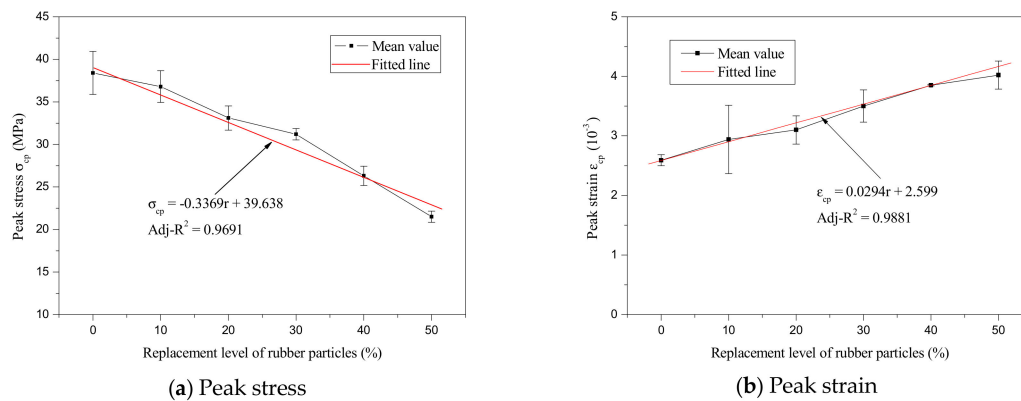 45
40
35
30
25
20
15
10
Peak stress σcp (MPa)
Mean value
Fitted line
σcp = -0.3369r + 39.638
Adj-R² = 0.9691
0 10 20 30 40 50
Replacement level of rubber particles (%)
(a) Peak stress
5
4
3
2
1
0
Peak strain εcp (10⁻³)
Mean value
Fitted line
εcp = 0.0294r + 2.599
Adj-R² = 0.9881
0 10 20 30 40 50
Replacement level of rubber particles (%)
(b) Peak strain